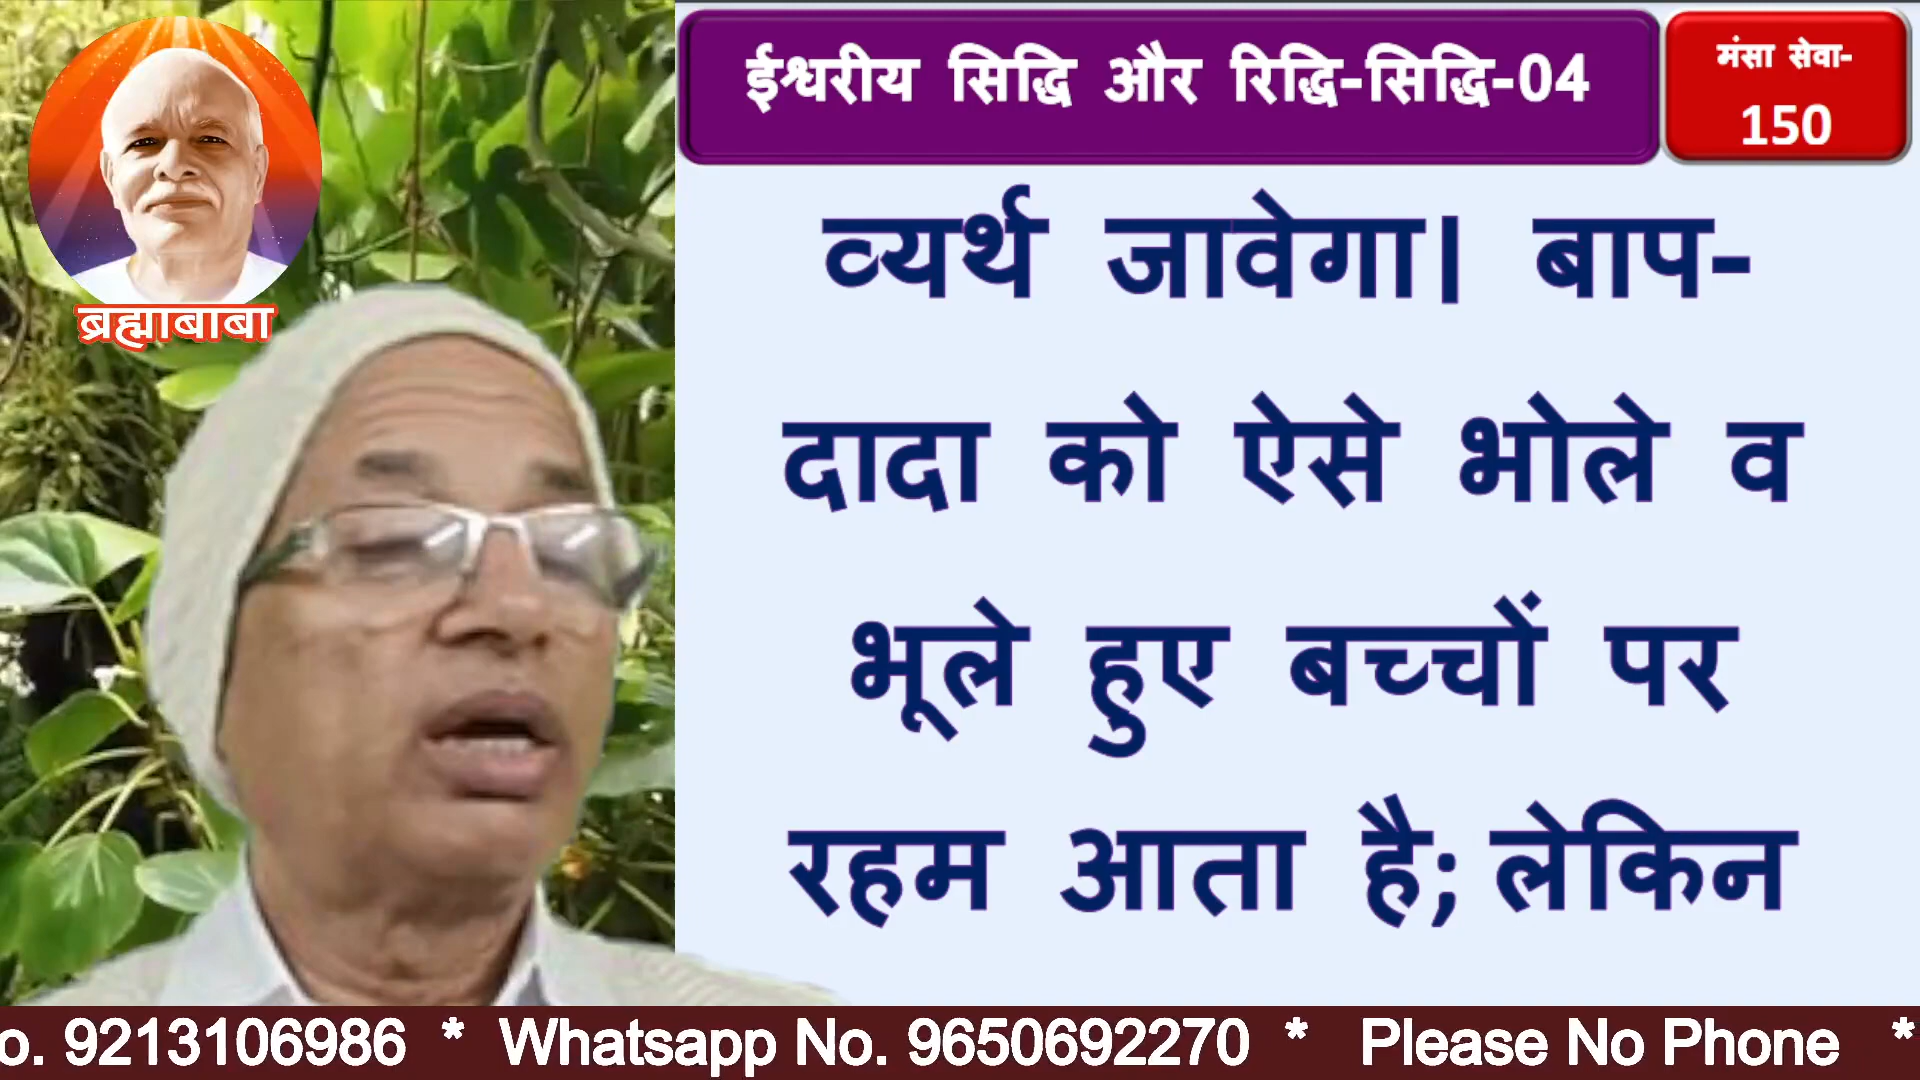 ईश्वरीय सिद्धि और रिद्धि-सिद्धि-04
मंसा सेवा-
150
ब्रह्माबाबा
व्यर्थ जावेगा। बाप-
दादा को ऐसे भोले व
भूले हुए बच्चों पर
रहम आता है; लेकिन
o. 9213106986 * Whatsapp No. 9650692270 * Please No Phone *